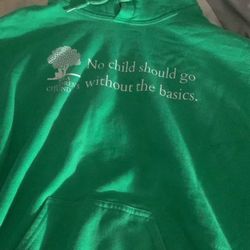 No child should go
without the basics.